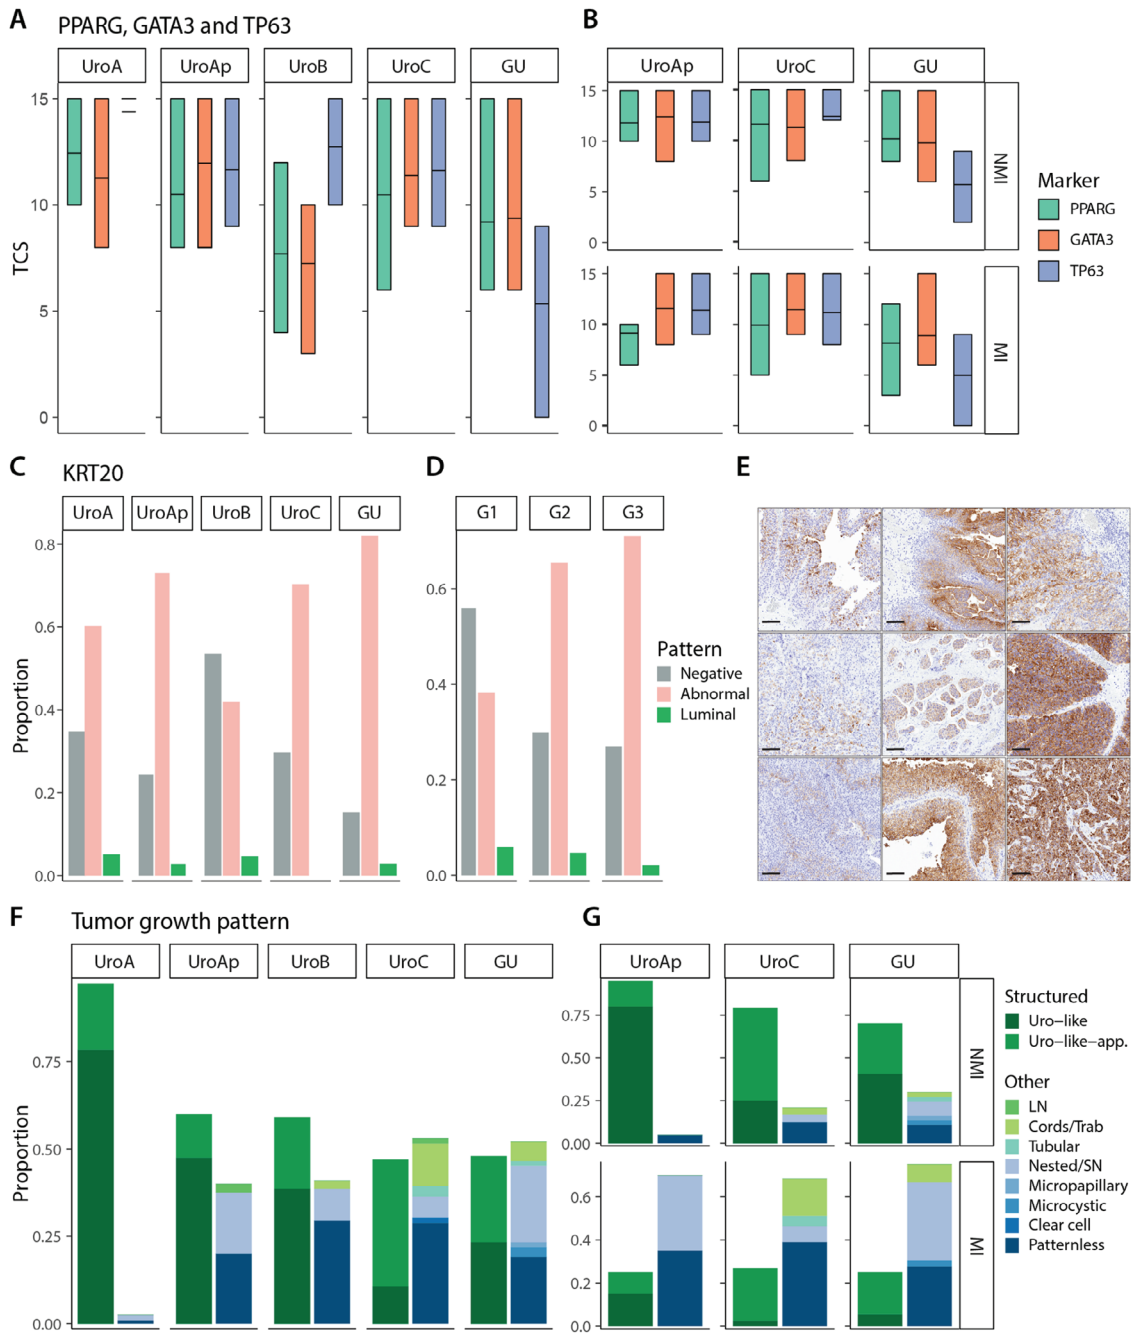 A PPARG, GATA3 and TP63
UroA UroAp UroB UroC GU
15
10
5
0
TCS
B
UroAp UroC GU
15
10
5
0
NMI
15
10
5
0
MI
Marker
PPARG
GATA3
TP63
C KRT20
UroA UroAp UroB UroC GU
0.8
0.6
0.4
0.2
0.0
Proportion
D
G1 G2 G3
0.6
0.4
0.2
0.0
Pattern
Negative
Abnormal
Luminal
E
F Tumor growth pattern
UroA UroAp UroB UroC GU
0.75
0.50
0.25
0.00
Proportion
G
UroAp UroC GU
0.75
0.50
0.25
0.00
NMI
0.6
0.4
0.2
0.0
MI
Structured
Uro−like
Uro−like−app.
Other
LN
Cords/Trab
Tubular
Nested/SN
Micropapillary
Microcystic
Clear cell
Patternless